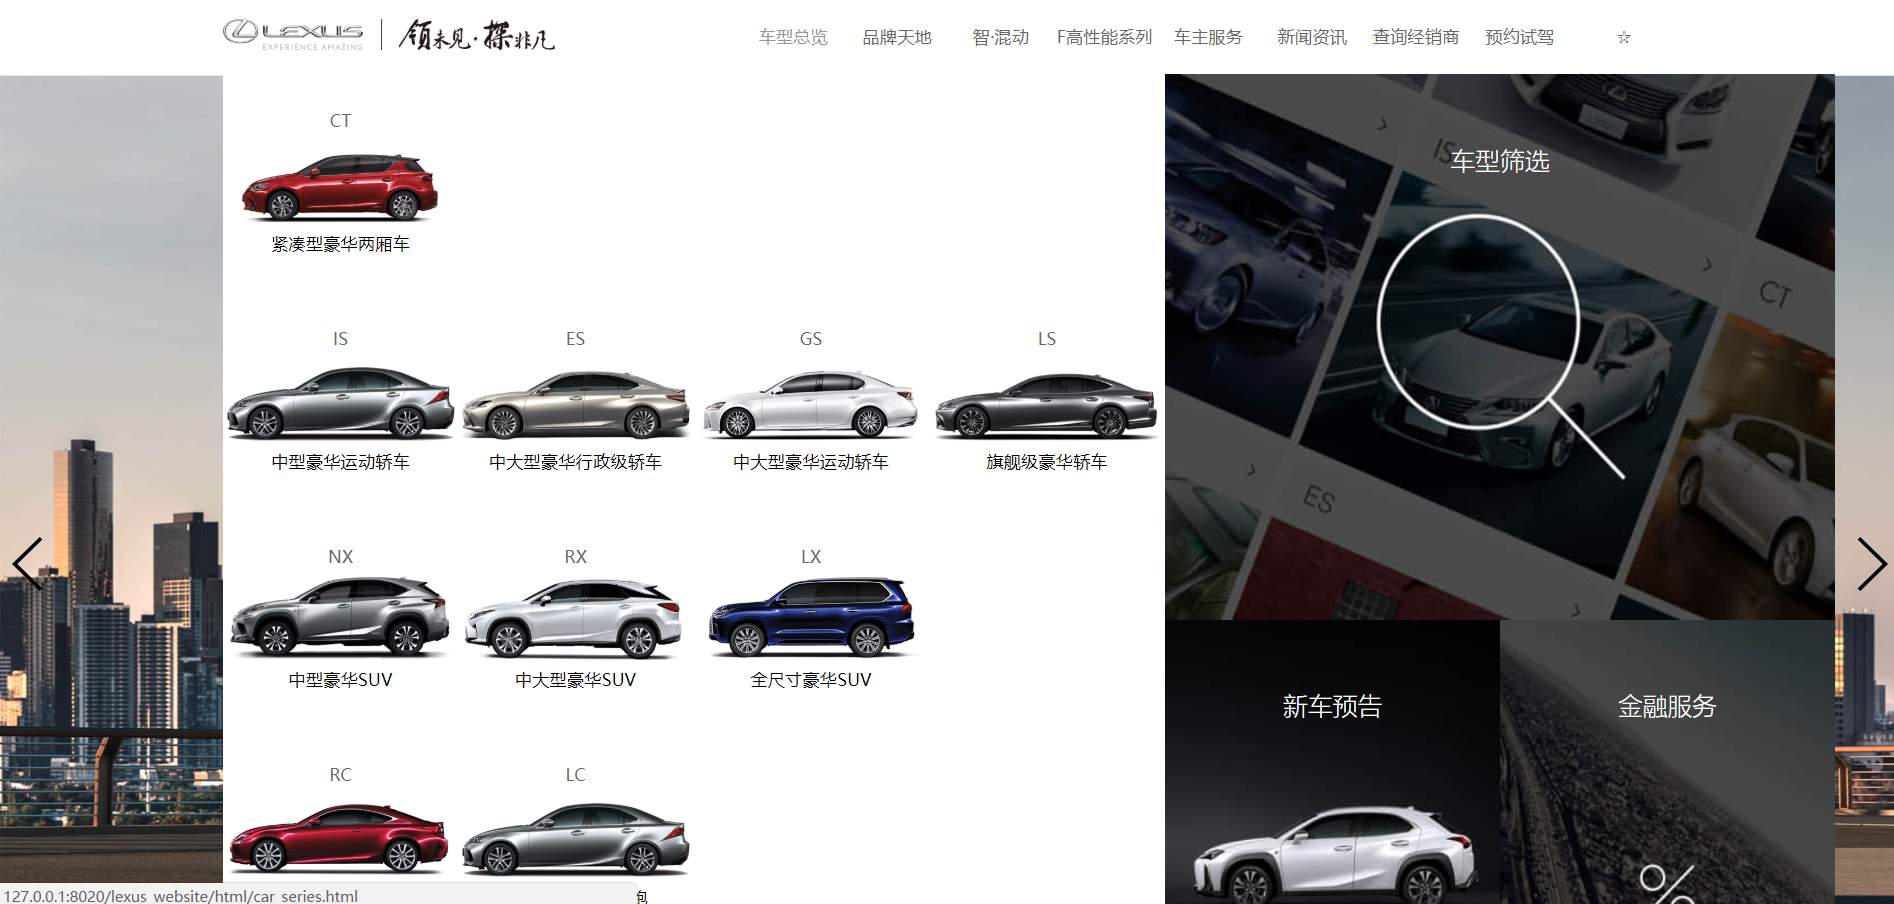 LEXUS
EXPERIENCE AMAZING
领未见·探非凡
车型总览 品牌天地 智·混动 F高性能系列 车主服务 新闻资讯 查询经销商 预约试驾 ☆
CT
紧凑型豪华两厢车
IS ES GS LS
中型豪华运动轿车 中大型豪华行政级轿车 中大型豪华运动轿车 旗舰级豪华轿车
NX RX LX
中型豪华SUV 中大型豪华SUV 全尺寸豪华SUV
RC LC
IS
车型筛选
CT
ES
新车预告 金融服务
%
127.0.0.1:8020/lexus_website/html/car_series.html